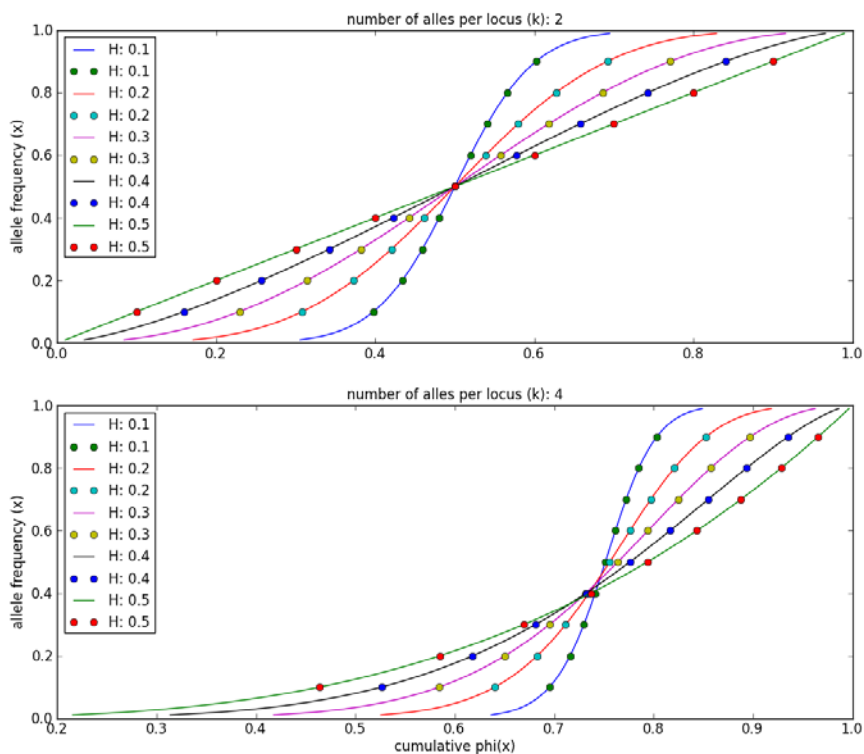 number of alles per locus (k): 2
allele frequency (x)
1.0
0.8
0.6
0.4
0.2
0.0
H: 0.1
H: 0.1
H: 0.2
H: 0.2
H: 0.3
H: 0.3
H: 0.4
H: 0.4
H: 0.5
H: 0.5
0.0 0.2 0.4 0.6 0.8 1.0
number of alles per locus (k): 4
allele frequency (x)
1.0
0.8
0.6
0.4
0.2
0.0
H: 0.1
H: 0.1
H: 0.2
H: 0.2
H: 0.3
H: 0.3
H: 0.4
H: 0.4
H: 0.5
H: 0.5
0.2 0.3 0.4 0.5 0.6 0.7 0.8 0.9 1.0
cumulative phi(x)